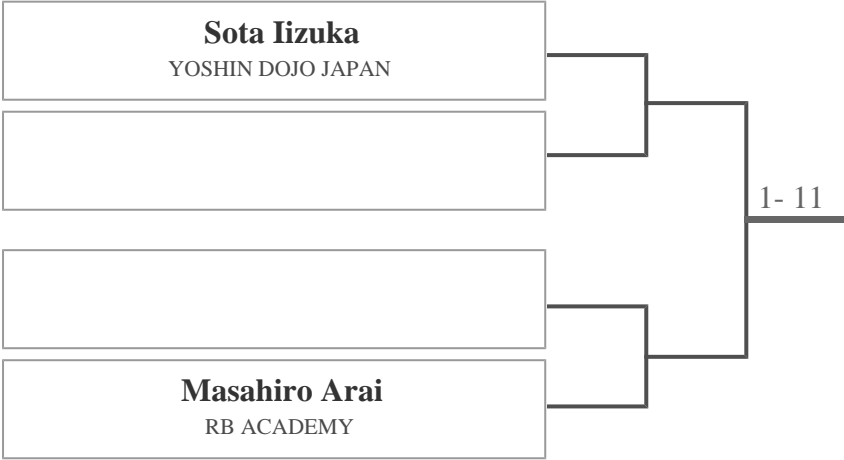 Sota Iizuka
YOSHIN DOJO JAPAN
1- 11
Masahiro Arai
RB ACADEMY